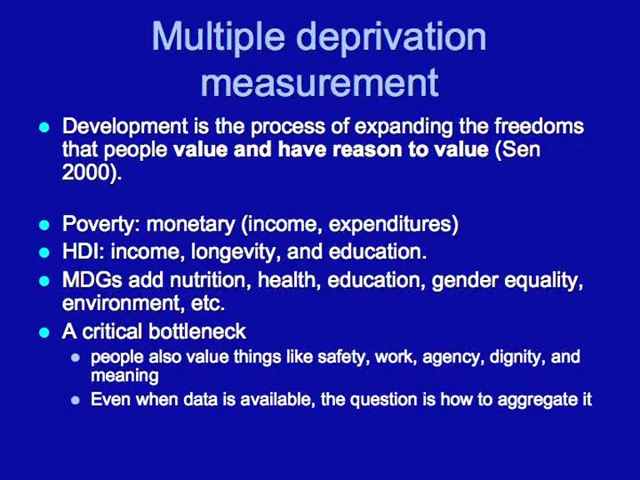 Multiple deprivation
measurement
Development is the process of expanding the freedoms
that people value and have reason to value (Sen
2000).
Poverty: monetary (income, expenditures)
HDI: income, longevity, and education.
MDGs add nutrition, health, education, gender equality,
environment, etc.
A critical bottleneck
people also value things like safety, work, agency, dignity, and
meaning
Even when data is available, the question is how to aggregate it